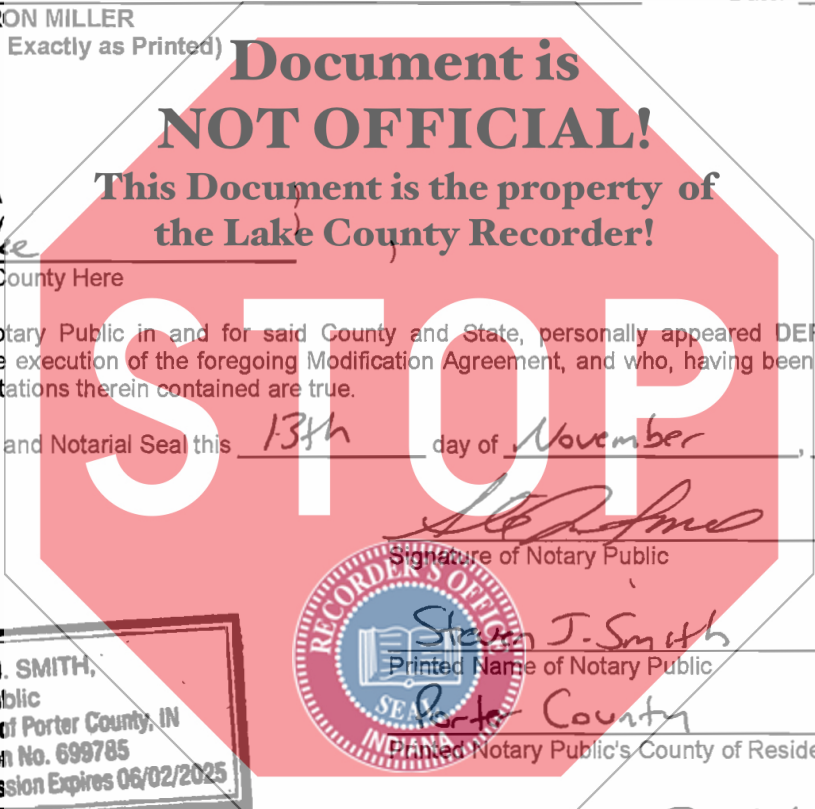 ON MILLER
Exactly as Printed)
Document is
NOT OFFICIAL!
This Document is the property of
the Lake County Recorder!
County Here
STOP
tary Public in and for said County and State, personally appeared DE
e execution of the foregoing Modification Agreement, and who, having been
tations therein contained are true.
and Notarial Seal this 13th day of November,
Signature of Notary Public
RECORDER'S OFFICE
SEAL
INDIANA
Steven J. Smith
Printed Name of Notary Public
Porter County
Printed Notary Public's County of Reside
. SMITH,
blic
of Porter County, IN
n No. 699785
ssion Expires 06/02/2025